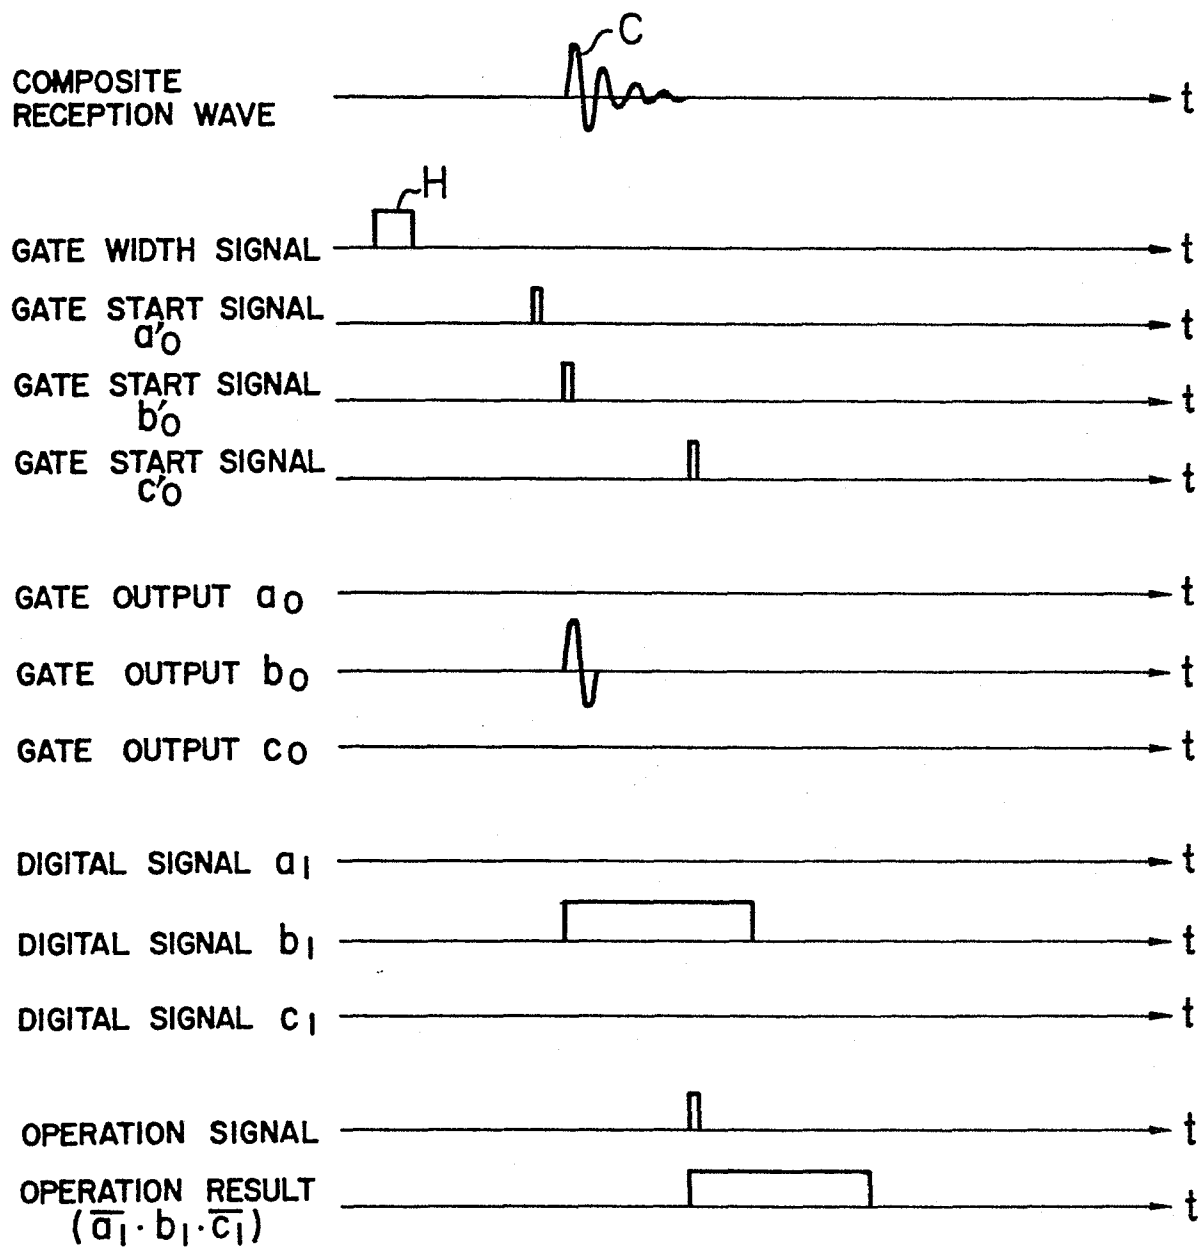 C
COMPOSITE
RECEPTION WAVE
t
H
GATE WIDTH SIGNAL
t
GATE START SIGNAL
a'0
t
GATE START SIGNAL
b'0
t
GATE START SIGNAL
c'0
t
GATE OUTPUT a0
t
GATE OUTPUT b0
t
GATE OUTPUT c0
t
DIGITAL SIGNAL a1
t
DIGITAL SIGNAL b1
t
DIGITAL SIGNAL c1
t
OPERATION SIGNAL
t
OPERATION RESULT
(a̅1·b1·c̅1)
t